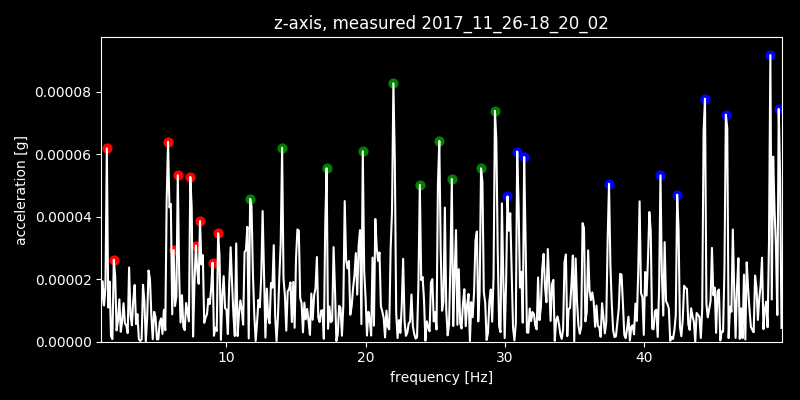 z-axis, measured 2017_11_26-18_20_02
0.00008
0.00006
0.00004
0.00002
0.00000
acceleration [g]
10 20 30 40
frequency [Hz]